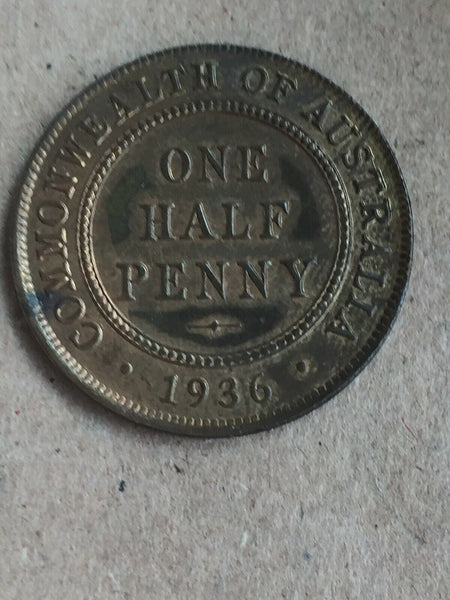 COMMONWEALTH OF AUSTRALIA
ONE
HALF
PENNY
1936